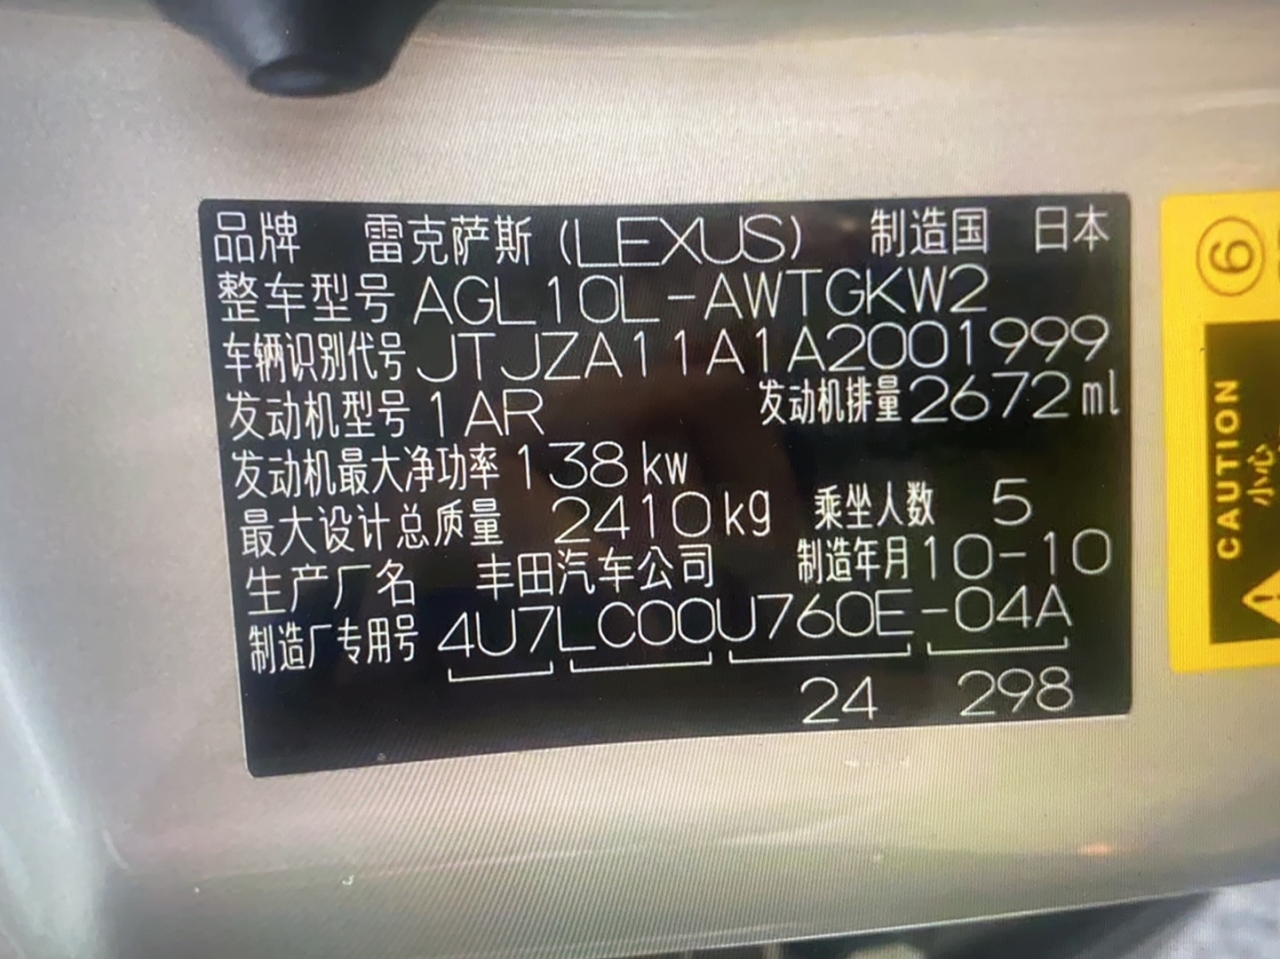 品牌 雷克萨斯(LEXUS) 制造国 日本
整车型号 AGL10L-AWTGKW2
车辆识别代号 JTJZA11A1A2001999
发动机型号 1AR 发动机排量 2672ml
发动机最大净功率 138kw
最大设计总质量 2410kg 乘坐人数 5
生产厂名 丰田汽车公司 制造年月 10-10
制造厂专用号 4U7LC00U760E-04A
24 298
⑥
CAUTION
小心